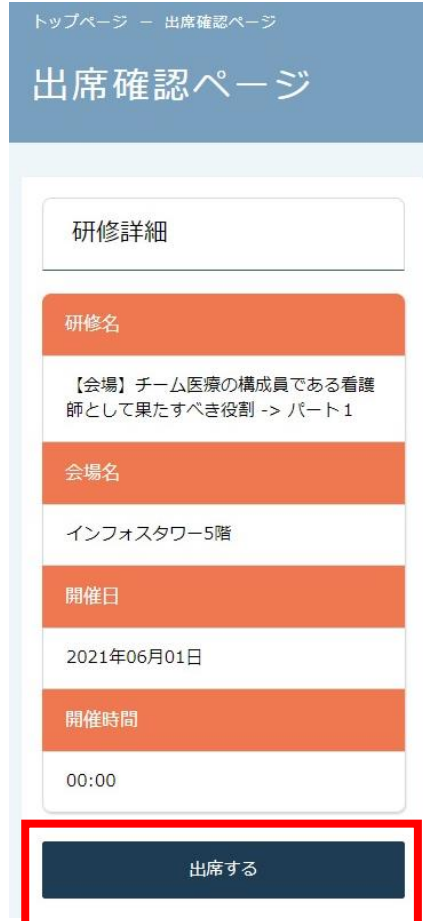 トップページ － 出席確認ページ
出席確認ページ
研修詳細
研修名
【会場】チーム医療の構成員である看護
師として果たすべき役割 -> パート1
会場名
インフォスタワー5階
開催日
2021年06月01日
開催時間
00:00
出席する